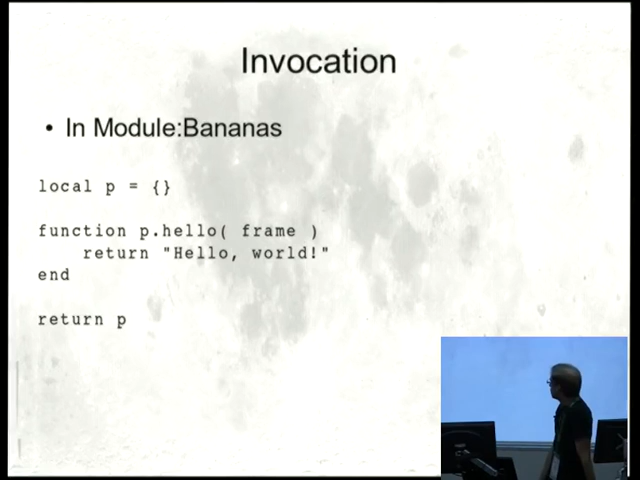 Invocation
• In Module:Bananas
local p = {}
function p.hello( frame )
    return "Hello, world!"
end
return p